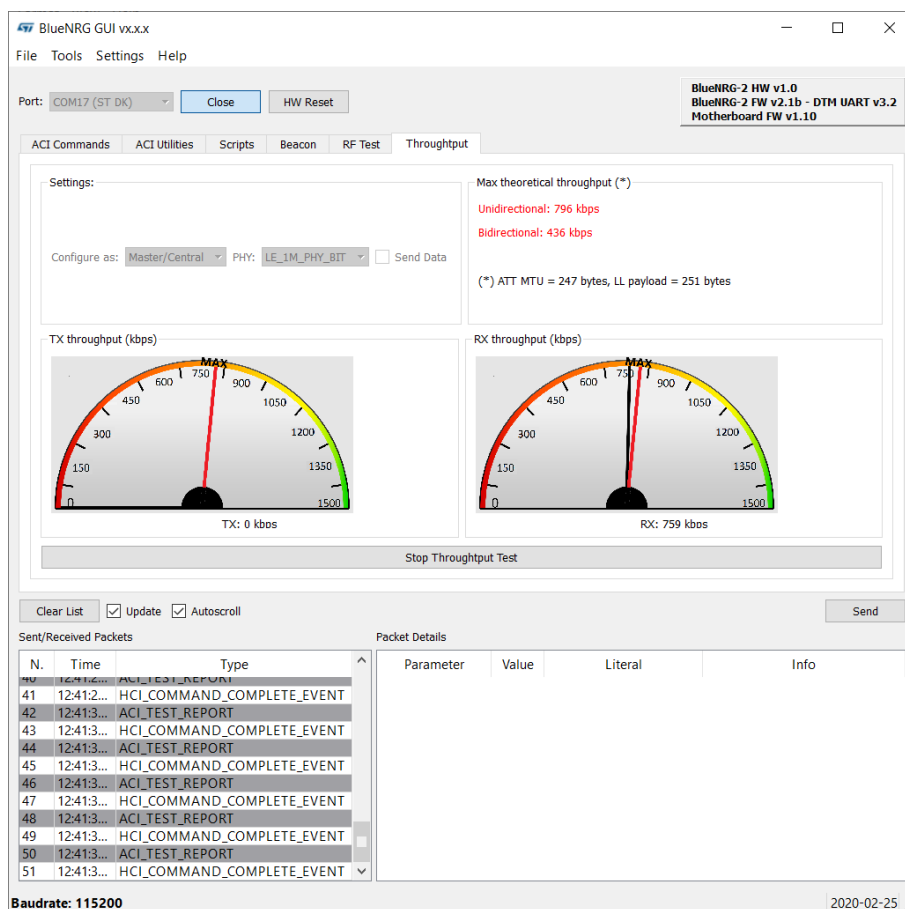 BlueNRG GUI vx.x.x
File Tools Settings Help
Port: COM17 (ST DK) Close HW Reset
BlueNRG-2 HW v1.0
BlueNRG-2 FW v2.1b - DTM UART v3.2
Motherboard FW v1.10
ACI Commands ACI Utilities Scripts Beacon RF Test Throughtput
Settings:
Configure as: Master/Central PHY: LE_1M_PHY_BIT Send Data
Max theoretical throughput (*)
Unidirectional: 796 kbps
Bidirectional: 436 kbps
(*) ATT MTU = 247 bytes, LL payload = 251 bytes
TX throughput (kbps)
MAX
0 150 300 450 600 750 900 1050 1200 1350 1500
TX: 0 kbps
RX throughput (kbps)
MAX
0 150 300 450 600 750 900 1050 1200 1350 1500
RX: 759 kbps
Stop Throughtput Test
Clear List Update Autoscroll Send
Sent/Received Packets
N. Time Type
40 12:41:2... ACI_TEST_REPORT
41 12:41:2... HCI_COMMAND_COMPLETE_EVENT
42 12:41:3... ACI_TEST_REPORT
43 12:41:3... HCI_COMMAND_COMPLETE_EVENT
44 12:41:3... ACI_TEST_REPORT
45 12:41:3... HCI_COMMAND_COMPLETE_EVENT
46 12:41:3... ACI_TEST_REPORT
47 12:41:3... HCI_COMMAND_COMPLETE_EVENT
48 12:41:3... ACI_TEST_REPORT
49 12:41:3... HCI_COMMAND_COMPLETE_EVENT
50 12:41:3... ACI_TEST_REPORT
51 12:41:3... HCI_COMMAND_COMPLETE_EVENT
Packet Details
Parameter Value Literal Info
Baudrate: 115200
2020-02-25